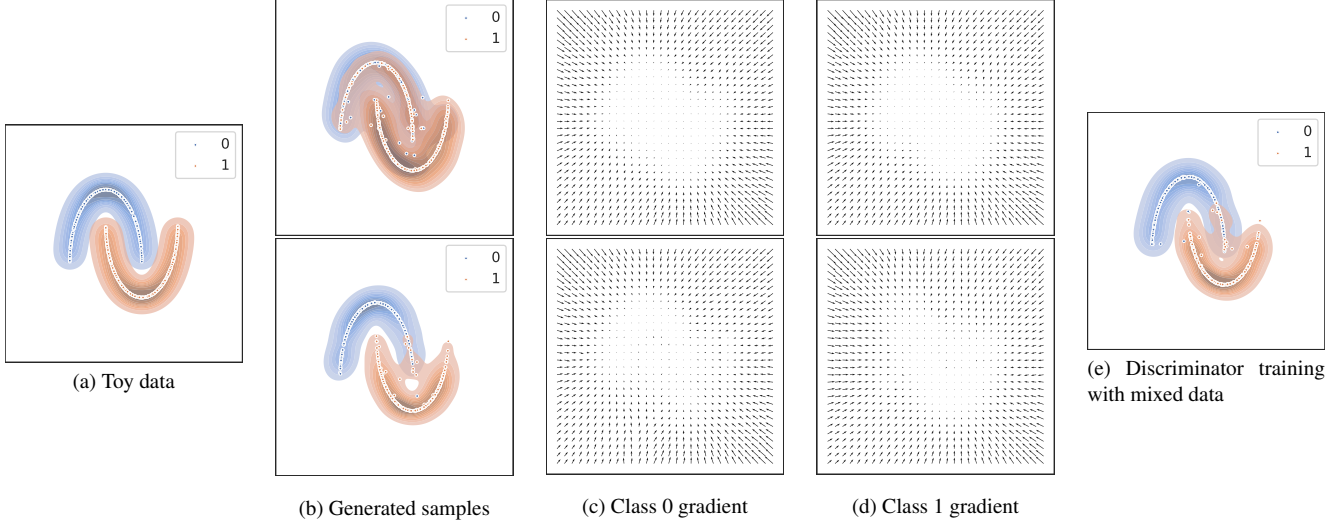 0
1
(a) Toy data
0
1
0
1
(b) Generated samples
(c) Class 0 gradient
(d) Class 1 gradient
0
1
(e) Discriminator training
with mixed data